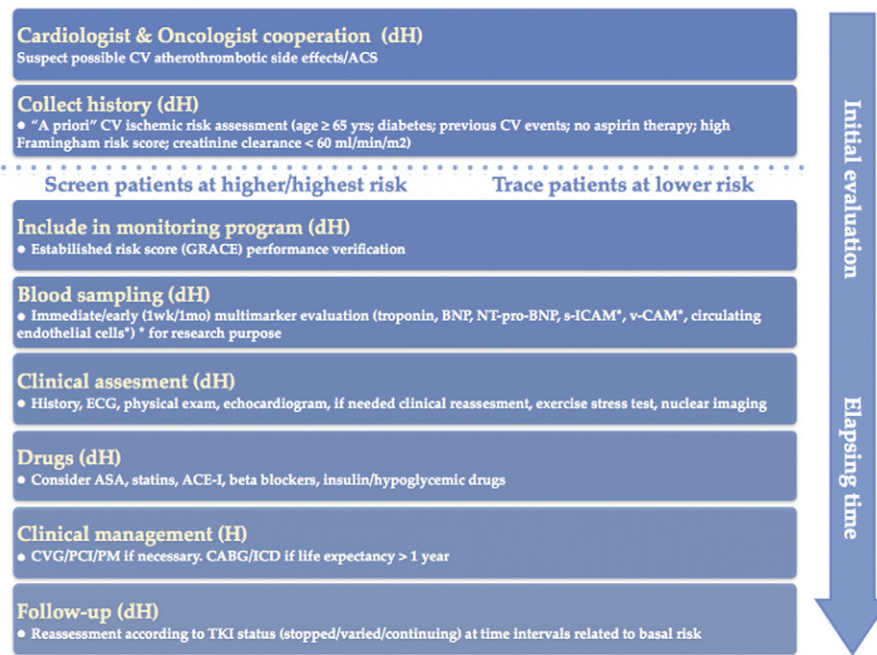 Cardiologist & Oncologist cooperation (dH)
Suspect possible CV atherothrombotic side effects/ACS
Collect history (dH)
● “A priori” CV ischemic risk assessment (age ≥ 65 yrs; diabetes; previous CV events; no aspirin therapy; high
Framingham risk score; creatinine clearance < 60 ml/min/m2)
Screen patients at higher/highest risk
Trace patients at lower risk
Include in monitoring program (dH)
● Estabilished risk score (GRACE) performance verification
Blood sampling (dH)
● Immediate/early (1wk/1mo) multimarker evaluation (troponin, BNP, NT-pro-BNP, s-ICAM*, v-CAM*, circulating
endothelial cells*) * for research purpose
Clinical assesment (dH)
● History, ECG, physical exam, echocardiogram, if needed clinical reassesment, exercise stress test, nuclear imaging
Drugs (dH)
● Consider ASA, statins, ACE-I, beta blockers, insulin/hypoglycemic drugs
Clinical management (H)
● CVG/PCI/PM if necessary. CABG/ICD if life expectancy > 1 year
Follow-up (dH)
● Reassessment according to TKI status (stopped/varied/continuing) at time intervals related to basal risk
Initial evaluation
Elapsing time